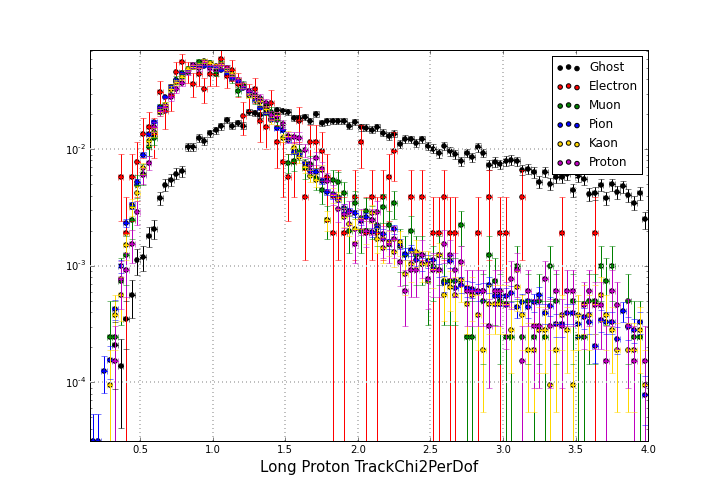 Ghost
Electron
Muon
Pion
Kaon
Proton
10⁻²
10⁻³
10⁻⁴
0.5 1.0 1.5 2.0 2.5 3.0 3.5 4.0
Long Proton TrackChi2PerDof